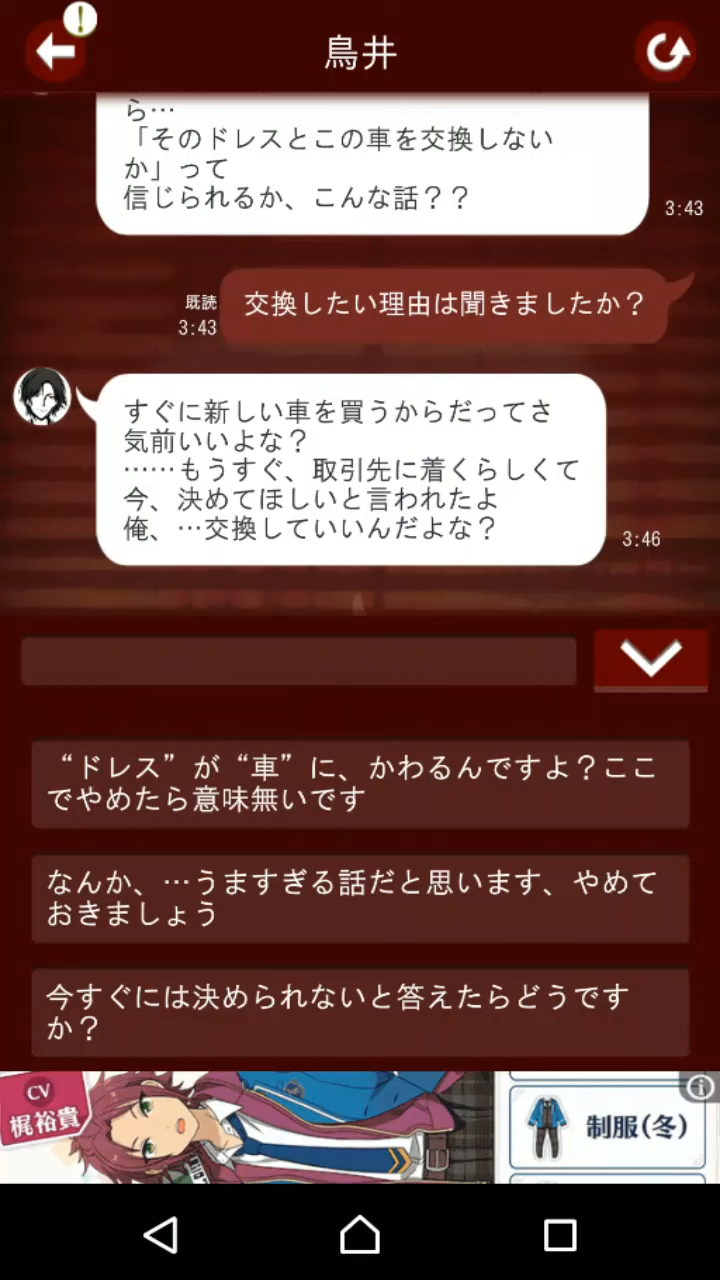 鳥井
ら…
「そのドレスとこの車を交換しない
か」って
信じられるか、こんな話？？
3:43
既読
3:43
交換したい理由は聞きましたか？
すぐに新しい車を買うからだってさ
気前いいよな？
……もうすぐ、取引先に着くらしくて
今、決めてほしいと言われたよ
俺、…交換していいんだよな？
3:46
“ドレス”が“車”に、かわるんですよ？ここ
でやめたら意味無いです
なんか、…うますぎる話だと思います、やめて
おきましょう
今すぐには決められないと答えたらどうです
か？
CV
梶裕貴
制服(冬)